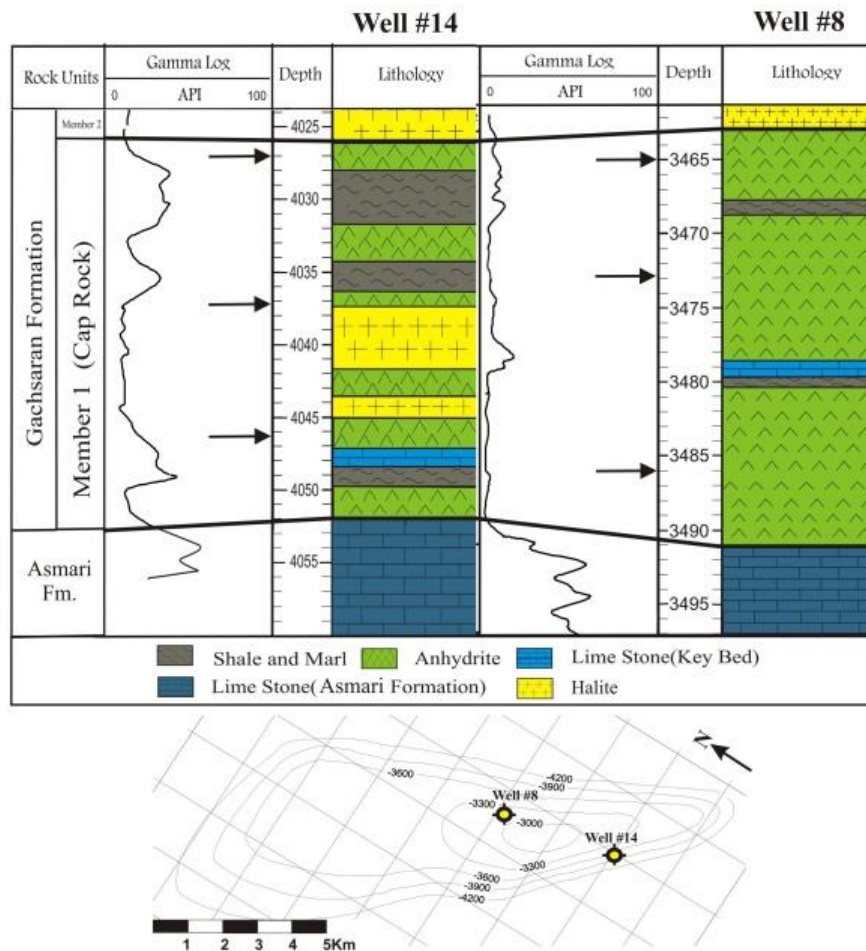 Well #14 Well #8
Rock Units Gamma Log Depth Lithology Gamma Log Depth Lithology
0 API 100 0 API 100
Gachsaran Formation
Member 2
Member 1 (Cap Rock)
Asmari
Fm.
4025
4030
4035
4040
4045
4050
4055
3465
3470
3475
3480
3485
3490
3495
Shale and Marl Anhydrite Lime Stone(Key Bed)
Lime Stone(Asmari Formation) Halite
N
-3600 -4200
-3900
-3300 Well #8
-3000
Well #14
-3300
-3600
-3900
-4200
1 2 3 4 5Km